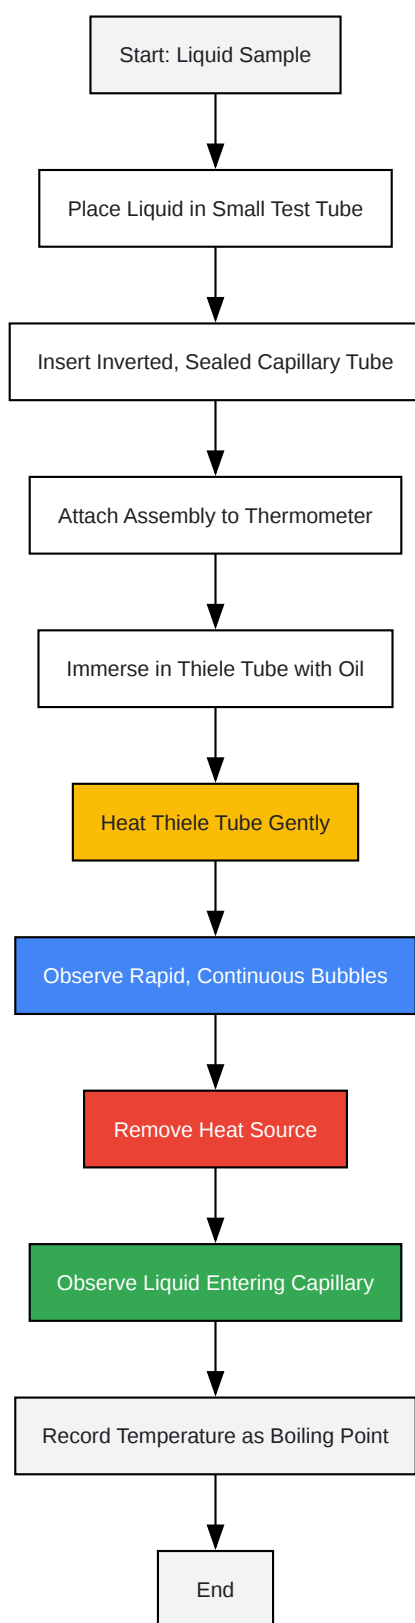 Start: Liquid Sample
Place Liquid in Small Test Tube
Insert Inverted, Sealed Capillary Tube
Attach Assembly to Thermometer
Immerse in Thiele Tube with Oil
Heat Thiele Tube Gently
Observe Rapid, Continuous Bubbles
Remove Heat Source
Observe Liquid Entering Capillary
Record Temperature as Boiling Point
End